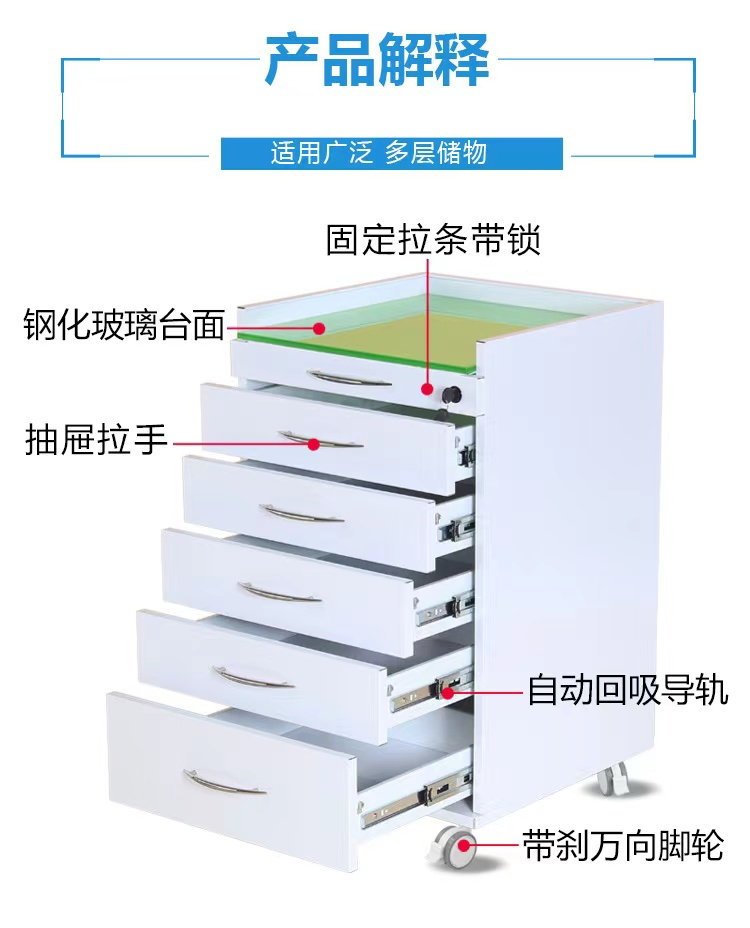 产品解释
适用广泛 多层储物
固定拉条带锁
钢化玻璃台面
抽屉拉手
自动回吸导轨
带刹万向脚轮